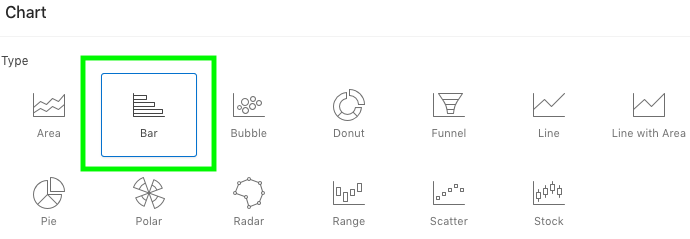 Chart
Type
Area Bar Bubble Donut Funnel Line Line with Area
Pie Polar Radar Range Scatter Stock